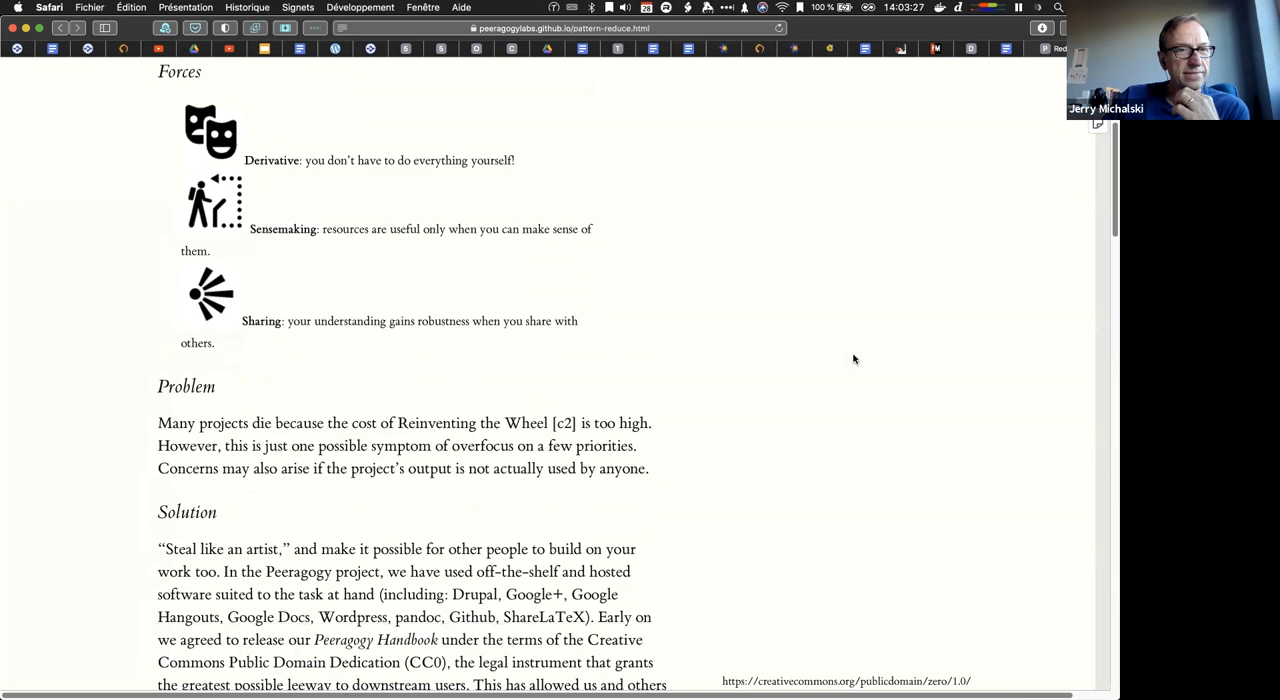 Safari Fichier Édition Présentation Historique Signets Développement Fenêtre Aide 28 100 % 14:03:27
peeragogylabs.github.io/pattern-reduce.html
Red
Jerry Michalski
Forces
Derivative: you don’t have to do everything yourself!
Sensemaking: resources are useful only when you can make sense of
them.
Sharing: your understanding gains robustness when you share with
others.
Problem
Many projects die because the cost of Reinventing the Wheel [c2] is too high.
However, this is just one possible symptom of overfocus on a few priorities.
Concerns may also arise if the project’s output is not actually used by anyone.
Solution
“Steal like an artist,” and make it possible for other people to build on your
work too. In the Peeragogy project, we have used off-the-shelf and hosted
software suited to the task at hand (including: Drupal, Google+, Google
Hangouts, Google Docs, Wordpress, pandoc, Github, ShareLaTeX). Early on
we agreed to release our Peeragogy Handbook under the terms of the Creative
Commons Public Domain Dedication (CC0), the legal instrument that grants
the greatest possible leeway to downstream users. This has allowed us and others
https://creativecommons.org/publicdomain/zero/1.0/